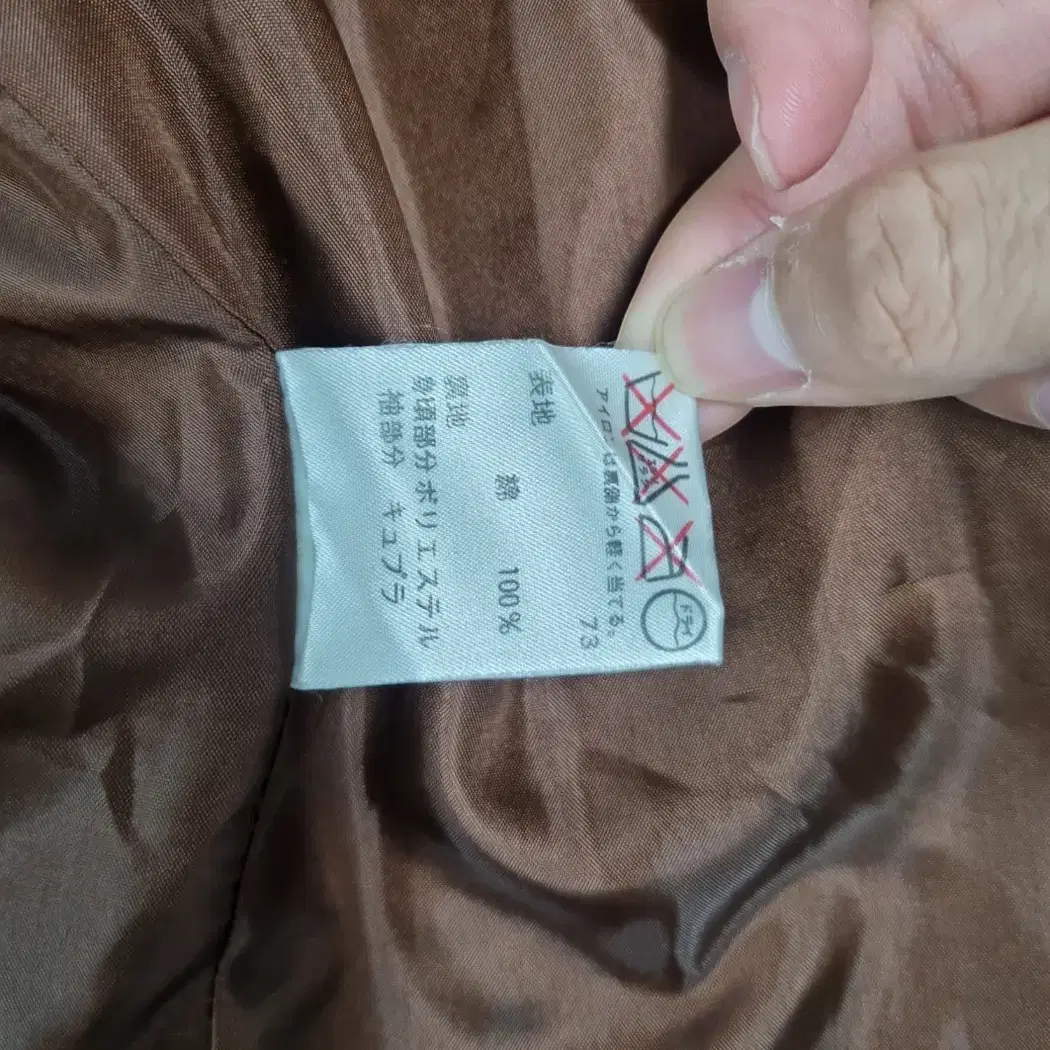 ドライ
アイロンは裏側から軽く当てる。
73
表地
綿 100%
裏地
身頃部分 ポリエステル
袖部分 キュプラ